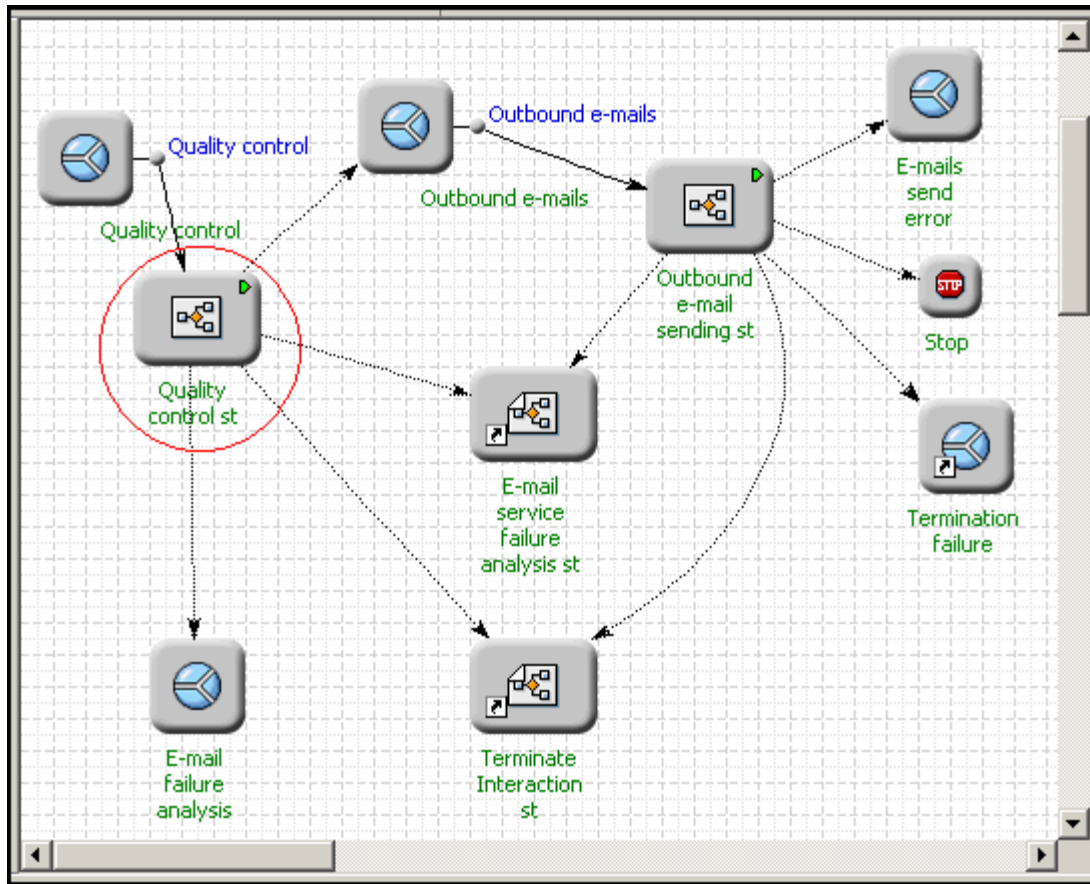 Quality control
Quality control
Outbound e-mails
Outbound e-mails
E-mails
send
error
Outbound
e-mail
sending st
STOP
Stop
Quality
control st
E-mail
service
failure
analysis st
Termination
failure
E-mail
failure
analysis
Terminate
Interaction
st